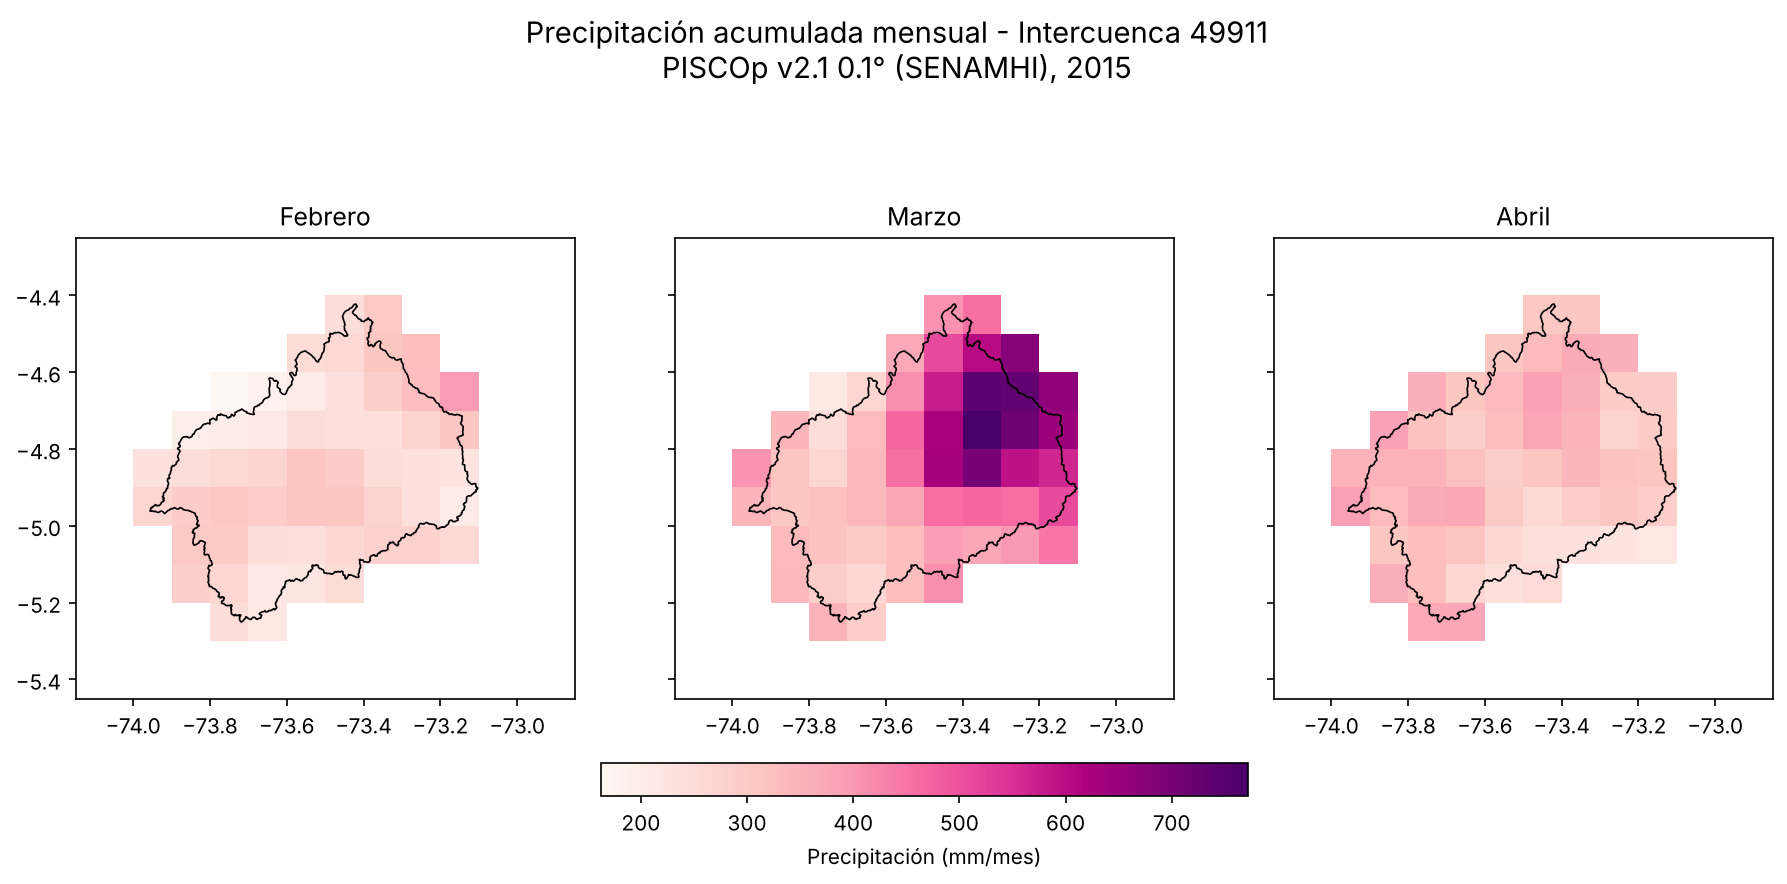 Precipitación acumulada mensual - Intercuenca 49911
PISCOp v2.1 0.1° (SENAMHI), 2015
Febrero
Marzo
Abril
−4.4
−4.6
−4.8
−5.0
−5.2
−5.4
−74.0 −73.8 −73.6 −73.4 −73.2 −73.0
−74.0 −73.8 −73.6 −73.4 −73.2 −73.0
−74.0 −73.8 −73.6 −73.4 −73.2 −73.0
200 300 400 500 600 700
Precipitación (mm/mes)